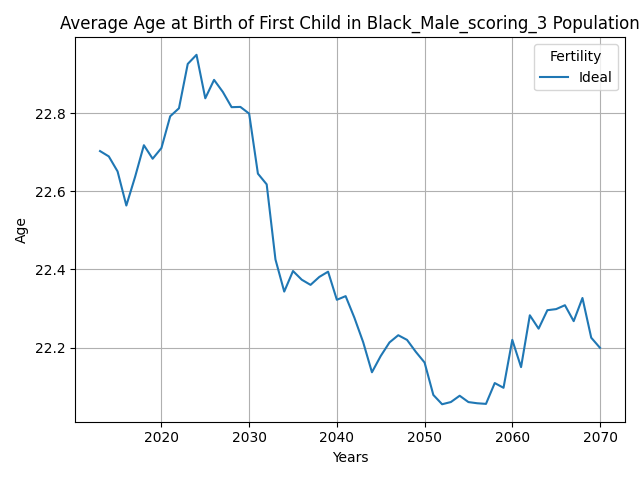 Average Age at Birth of First Child in Black_Male_scoring_3 Population
Fertility
Ideal
Age
22.8
22.6
22.4
22.2
2020 2030 2040 2050 2060 2070
Years